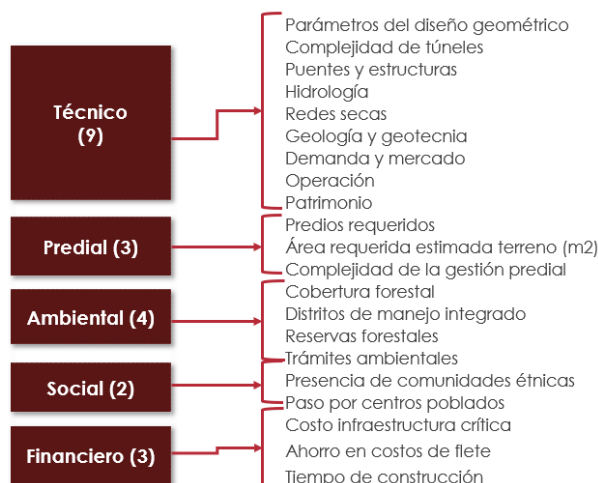 Técnico
(9)
Parámetros del diseño geométrico
Complejidad de túneles
Puentes y estructuras
Hidrología
Redes secas
Geología y geotecnia
Demanda y mercado
Operación
Patrimonio
Predial (3)
Predios requeridos
Área requerida estimada terreno (m2)
Complejidad de la gestión predial
Ambiental (4)
Cobertura forestal
Distritos de manejo integrado
Reservas forestales
Trámites ambientales
Social (2)
Presencia de comunidades étnicas
Paso por centros poblados
Financiero (3)
Costo infraestructura crítica
Ahorro en costos de flete
Tiempo de construcción